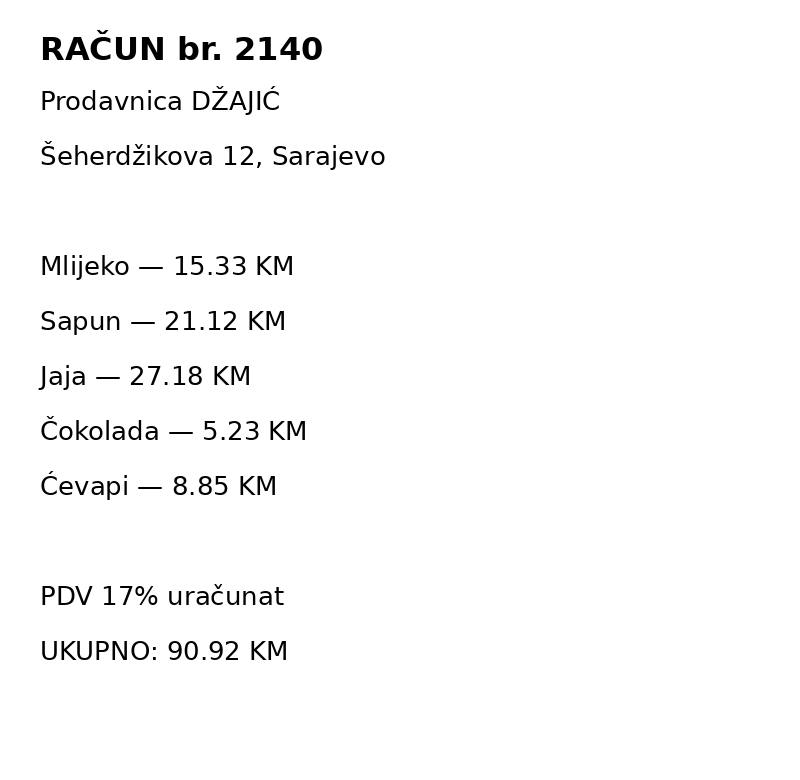 RAČUN br. 2140
Prodavnica DŽAJIĆ
Šeherdžikova 12, Sarajevo
Mlijeko — 15.33 KM
Sapun — 21.12 KM
Jaja — 27.18 KM
Čokolada — 5.23 KM
Ćevapi — 8.85 KM
PDV 17% uračunat
UKUPNO: 90.92 KM